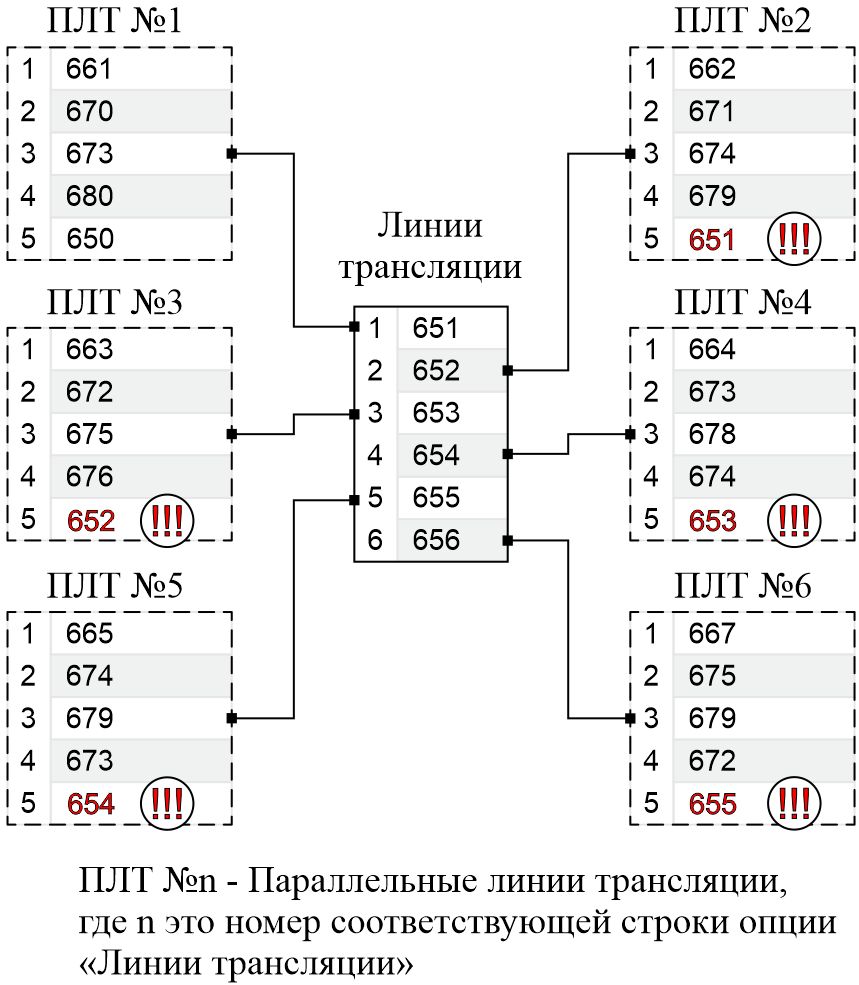 ПЛТ №1
1 661
2 670
3 673
4 680
5 650
ПЛТ №2
1 662
2 671
3 674
4 679
5 651 !!!
Линии
трансляции
1 651
2 652
3 653
4 654
5 655
6 656
ПЛТ №3
1 663
2 672
3 675
4 676
5 652 !!!
ПЛТ №4
1 664
2 673
3 678
4 674
5 653 !!!
ПЛТ №5
1 665
2 674
3 679
4 673
5 654 !!!
ПЛТ №6
1 667
2 675
3 679
4 672
5 655 !!!
ПЛТ №n - Параллельные линии трансляции,
где n это номер соответствующей строки опции
«Линии трансляции»